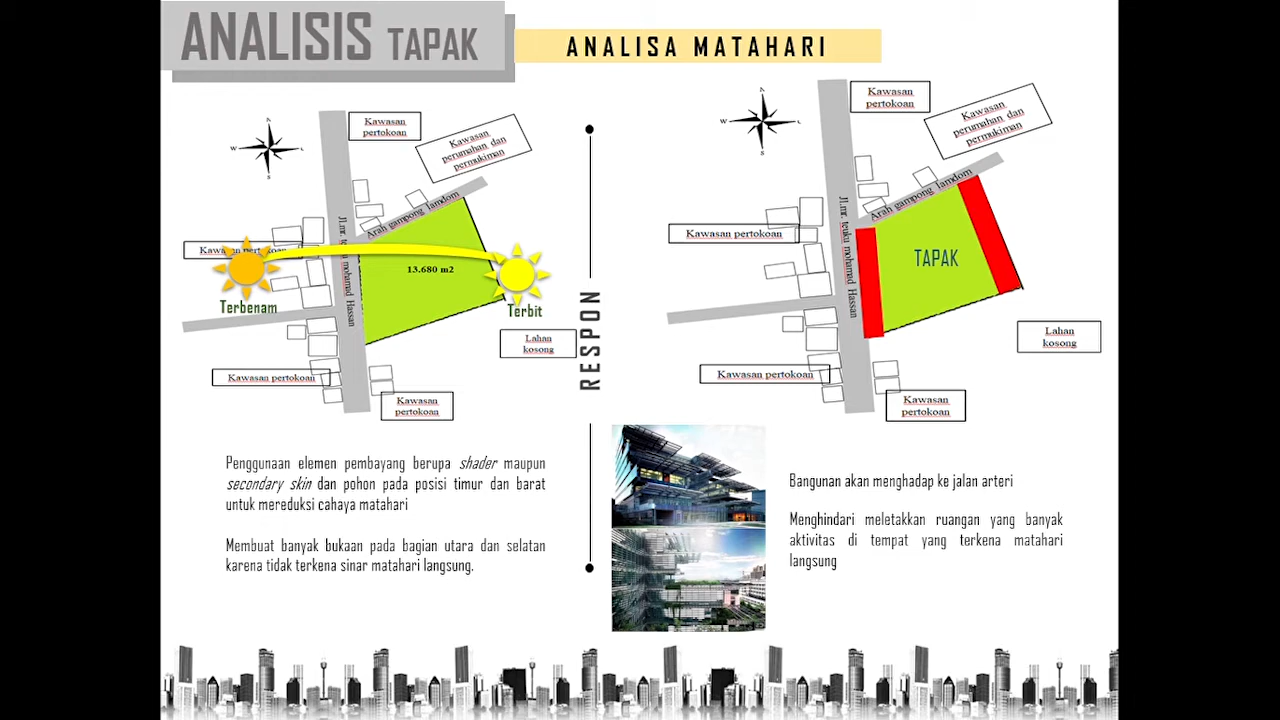 ANALISIS TAPAK
ANALISA MATAHARI
A
W
L
S
Kawasan
pertokoan
Kawasan
perumahan dan
permukiman
Arah gampong lamdom
Jl.mr. teuku mohamad Hassan
Kawasan pertokoan
13.680 m2
Terbenam
Terbit
Lahan
kosong
Kawasan pertokoan
Kawasan
pertokoan
RESPON
A
W
L
S
Kawasan
pertokoan
Kawasan
perumahan dan
permukiman
Arah gampong lamdom
Jl.mr. teuku mohamad Hassan
Kawasan pertokoan
TAPAK
Lahan
kosong
Kawasan pertokoan
Kawasan
pertokoan
Penggunaan elemen pembayang berupa shader maupun
secondary skin dan pohon pada posisi timur dan barat
untuk mereduksi cahaya matahari
Membuat banyak bukaan pada bagian utara dan selatan
karena tidak terkena sinar matahari langsung.
Bangunan akan menghadap ke jalan arteri
Menghindari meletakkan ruangan yang banyak
aktivitas di tempat yang terkena matahari
langsung